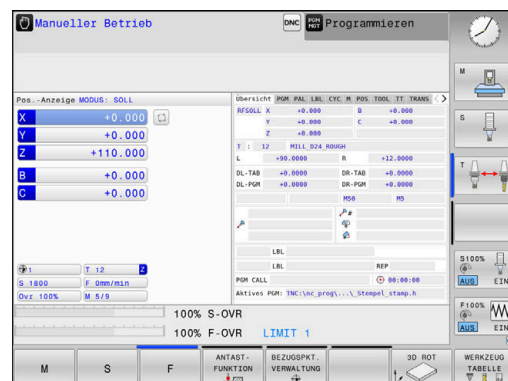 Manueller Betrieb
DNC
PGM MGT
Programmieren
Pos.-Anzeige MODUS: SOLL
X +0.000
Y +0.000
Z +110.000
B +0.000
C +0.000
1 T 12 Z
S 1800 F 0mm/min
Ovr 100% M 5/9
Übersicht PGM PAL LBL CYC M POS TOOL TT TRANS
RFSOLL X +0.000 B +0.000
Y +0.000 C +0.000
Z +0.000
T : 12 MILL_D24_ROUGH
L +90.0000 R +12.0000
DL-TAB +0.0000 DR-TAB +0.0000
DL-PGM +0.0000 DR-PGM +0.0000
M50 M5
P#
LBL
LBL REP
PGM CALL 00:00:00
Aktives PGM: TNC:\nc_prog\...\_Stempel_stamp.h
100% S-OVR
100% F-OVR LIMIT 1
M
S
F
ANTAST-
FUNKTION
BEZUGSPKT.
VERWALTUNG
3D ROT
WERKZEUG
TABELLE
M
S
T
S100%
AUS EIN
F100%
AUS EIN